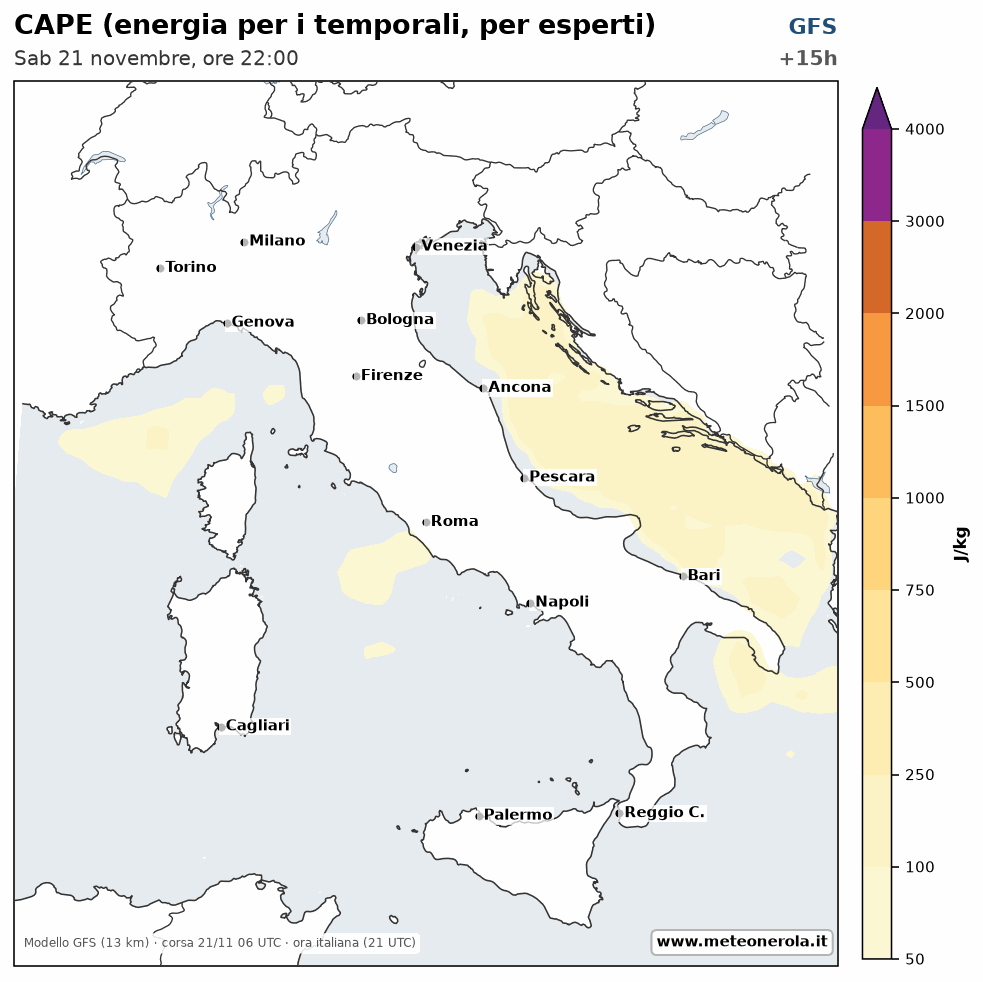 CAPE (energia per i temporali, per esperti)
GFS
Sab 21 novembre, ore 22:00
+15h
4000
3000
2000
1500
1000
750
500
250
100
50
J/kg
Milano
Venezia
Torino
Genova
Bologna
Firenze
Ancona
Pescara
Roma
Bari
Napoli
Cagliari
Palermo
Reggio C.
Modello GFS (13 km) · corsa 21/11 06 UTC · ora italiana (21 UTC)
www.meteonerola.it